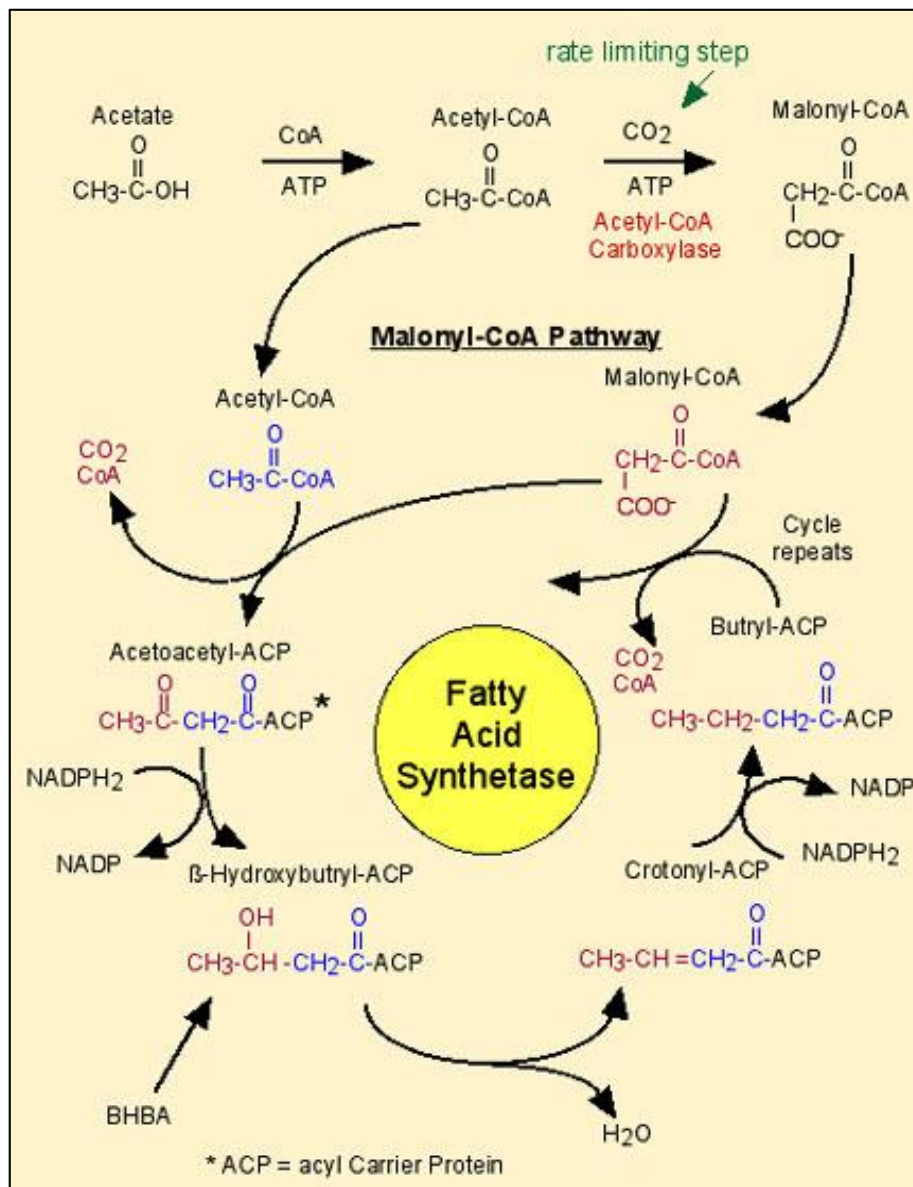 rate limiting step
Acetate
O
CH3-C-OH
CoA
ATP
Acetyl-CoA
O
CH3-C-CoA
CO2
ATP
Acetyl-CoA
Carboxylase
Malonyl-CoA
O
CH2-C-CoA
COO-
Malonyl-CoA Pathway
Acetyl-CoA
O
CH3-C-CoA
CO2
CoA
Malonyl-CoA
O
CH2-C-CoA
COO-
Cycle
repeats
Butryl-ACP
CO2
CoA
O
CH3-CH2-CH2-C-ACP
Acetoacetyl-ACP
O O
CH3-C-CH2-C-ACP*
Fatty
Acid
Synthetase
NADPH2
NADP
NADP
NADPH2
ß-Hydroxybutryl-ACP
OH O
CH3-CH-CH2-C-ACP
Crotonyl-ACP
O
CH3-CH=CH2-C-ACP
BHBA
H2O
* ACP = acyl Carrier Protein